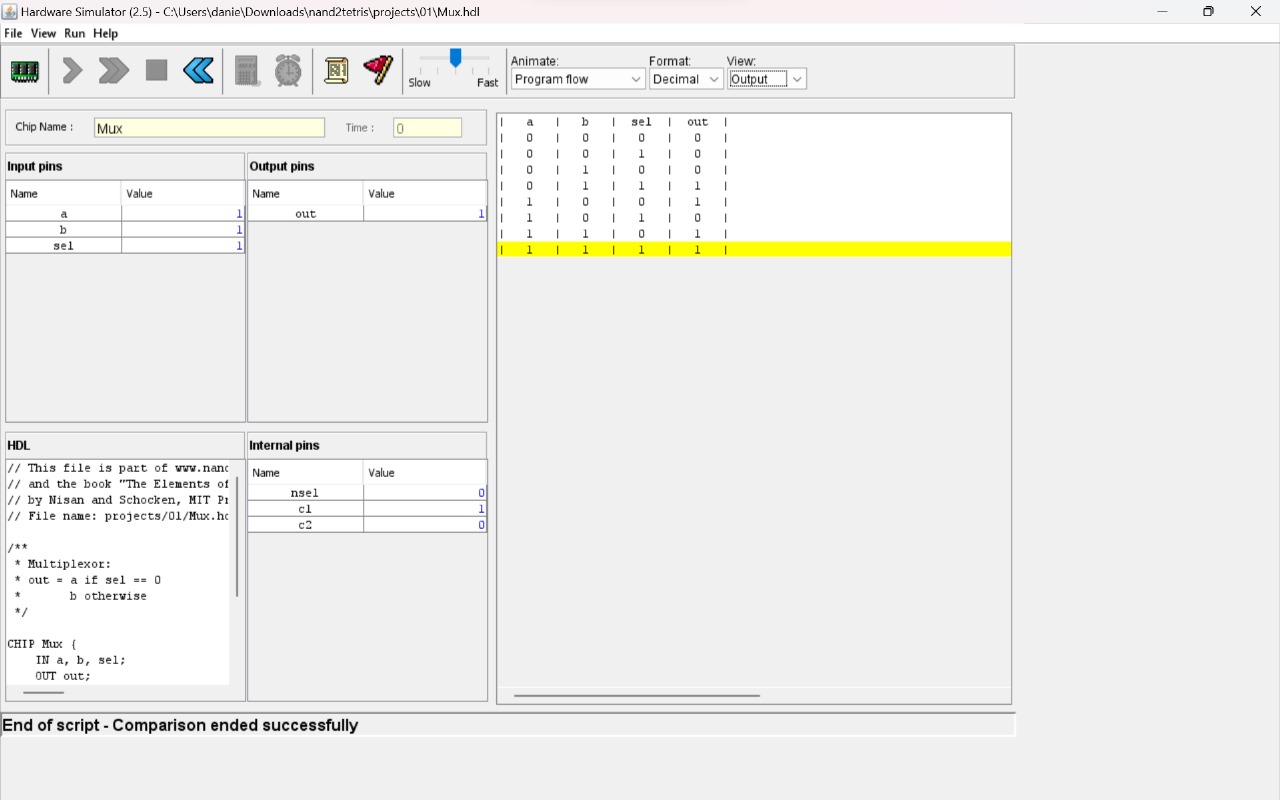 Hardware Simulator (2.5) - C:\Users\danie\Downloads\nand2tetris\projects\01\Mux.hdl
File View Run Help
Animate: Format: View:
Slow Fast Program flow Decimal Output
Chip Name : Mux Time : 0
Input pins
Name Value
a 1
b 1
sel 1
Output pins
Name Value
out 1
| a | b | sel | out |
| 0 | 0 | 0 | 0 |
| 0 | 0 | 1 | 0 |
| 0 | 1 | 0 | 0 |
| 0 | 1 | 1 | 1 |
| 1 | 0 | 0 | 1 |
| 1 | 0 | 1 | 0 |
| 1 | 1 | 0 | 1 |
| 1 | 1 | 1 | 1 |
HDL
// This file is part of www.nanc
// and the book "The Elements of
// by Nisan and Schocken, MIT Pr
// File name: projects/01/Mux.hd
/**
* Multiplexor:
* out = a if sel == 0
* b otherwise
*/
CHIP Mux {
IN a, b, sel;
OUT out;
Internal pins
Name Value
nsel 0
c1 1
c2 0
End of script - Comparison ended successfully